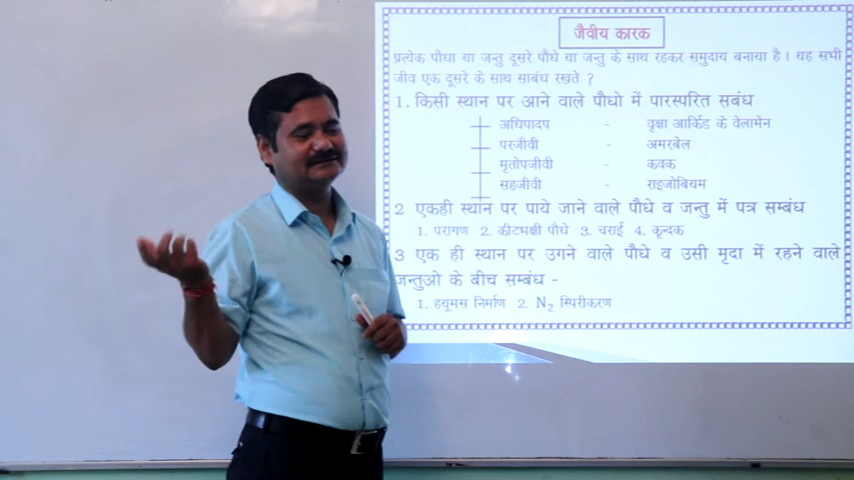 जैवीय कारक
प्रत्येक पौधा या जन्तु दूसरे पौधे या जन्तु के साथ रहकर समुदाय बनाया है। यह सभी
जीव एक दूसरे के साथ साबंध रखते ?
1. किसी स्थान पर आने वाले पौधो में पारस्परित सबंध
अधिपादप - वृक्षा आर्किड के वेलामेन
परजीवी - अमरबेल
मृतोपजीवी - कवक
सहजीवी - राइजोबियम
2 एकही स्थान पर पाये जाने वाले पौधे व जन्तु में पत्र सम्बंध
1. परागण 2. कीटभक्षी पौधे 3. चराई 4. कृन्दक
3 एक ही स्थान पर उगने वाले पौधे व उसी मृदा में रहने वाले
जन्तुओ के बीच सम्बंध -
1. हयूमस निर्माण 2. N₂ स्पिरीकरण